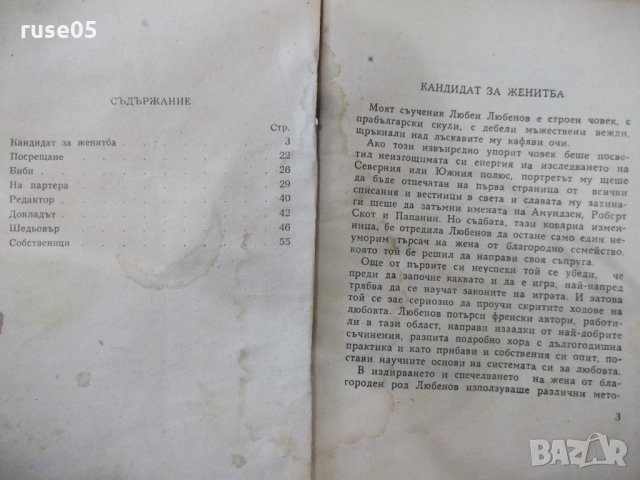 ruse05
СЪДЪРЖАНИЕ
Стр.
Кандидат за женитба 3
Посрещане 22
Биби 26
На партера 29
Редактор 40
Докладът 42
Шедьовър 46
Собственици 55
КАНДИДАТ ЗА ЖЕНИТБА
Моят съученик Любен Любенов е строен човек, с
прабългарски скули, с дебели мъжествени вежди,
щръкнали над лъскавите му кафяви очи.
Ако този извънредно упорит човек беше посве-
тил неизтощимата си енергия на изследването на
Северния или Южния полюс, портретът му щеше
да бъде отпечатан на първа страница от всички
списания и вестници в света и славата му завина-
ги щеше да затъмни имената на Амундзен, Роберт
Скот и Папанин. Но съдбата, тази коварна измен-
ница, бе отредила Любенов да остане само един не-
уморим търсач на жена от благородно семейство,
която той бе решил да направи своя съпруга.
Още от първите си неуспехи той се убеди, че
преди да започне каквато и да е игра, най-напред
трябва да се научат законите на играта. И затова
той се зае сериозно да проучи скритите ходове на
любовта. Любенов потърси френски автори, работи-
ли в тази област, направи извадки от най-добрите
съчинения, разпита подробно хора с дългогодишна
практика и като прибави и собствения си опит, по-
стави научните основи на системата си за любовта.
В издирването и спечелването на жена от бла-
городен род Любенов използуваше различни мето-
3
BAZAR